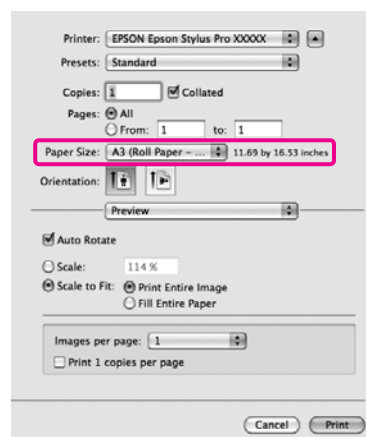 Printer: EPSON Epson Stylus Pro XXXXX
Presets: Standard
Copies: 1 Collated
Pages: All
From: 1 to: 1
Paper Size: A3 (Roll Paper – ... 11.69 by 16.53 inches
Orientation:
Preview
Auto Rotate
Scale: 114 %
Scale to Fit: Print Entire Image
Fill Entire Paper
Images per page: 1
Print 1 copies per page
Cancel Print